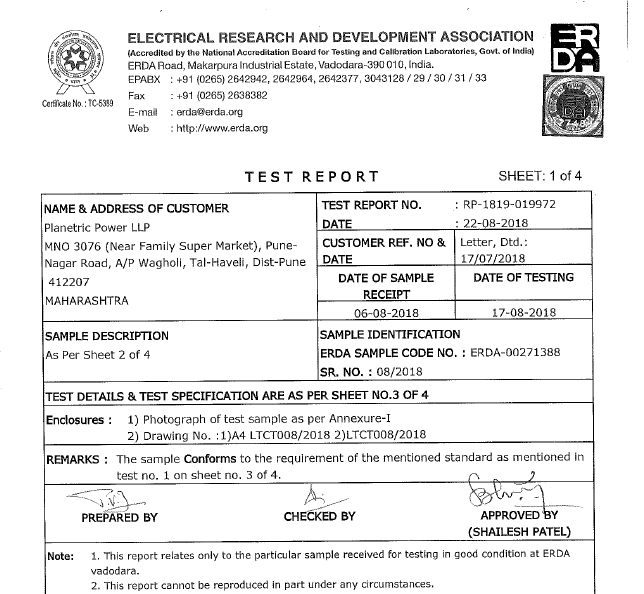 ELECTRICAL RESEARCH AND DEVELOPMENT ASSOCIATION
(Accredited by the National Accreditation Board for Testing and Calibration Laboratories, Govt. of India)
ERDA Road, Makarpura Industrial Estate, Vadodara-390 010, India.
EPABX : +91 (0265) 2642942, 2642964, 2642377, 3043128 / 29 / 30 / 31 / 33
Fax : +91 (0265) 2638382
E-mail : erda@erda.org
Web : http://www.erda.org
Certificate No. : TC-5389
ERDA
TEST REPORT
SHEET: 1 of 4
NAME & ADDRESS OF CUSTOMER
Planetric Power LLP
MNO 3076 (Near Family Super Market), Pune-
Nagar Road, A/P Wagholi, Tal-Haveli, Dist-Pune
412207
MAHARASHTRA
TEST REPORT NO. : RP-1819-019972
DATE : 22-08-2018
CUSTOMER REF. NO & DATE
Letter, Dtd.:
17/07/2018
DATE OF SAMPLE RECEIPT
DATE OF TESTING
06-08-2018
17-08-2018
SAMPLE DESCRIPTION
As Per Sheet 2 of 4
SAMPLE IDENTIFICATION
ERDA SAMPLE CODE NO. : ERDA-00271388
SR. NO. : 08/2018
TEST DETAILS & TEST SPECIFICATION ARE AS PER SHEET NO.3 OF 4
Enclosures : 1) Photograph of test sample as per Annexure-I
2) Drawing No. :1)A4 LTCT008/2018 2)LTCT008/2018
REMARKS : The sample Conforms to the requirement of the mentioned standard as mentioned in
test no. 1 on sheet no. 3 of 4.
PREPARED BY
CHECKED BY
APPROVED BY
(SHAILESH PATEL)
Note: 1. This report relates only to the particular sample received for testing in good condition at ERDA
vadodara.
2. This report cannot be reproduced in part under any circumstances.